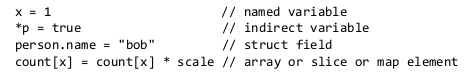 x = 1                       // named variable
*p = true                   // indirect variable
person.name = "bob"         // struct field
count[x] = count[x] * scale // array or slice or map element